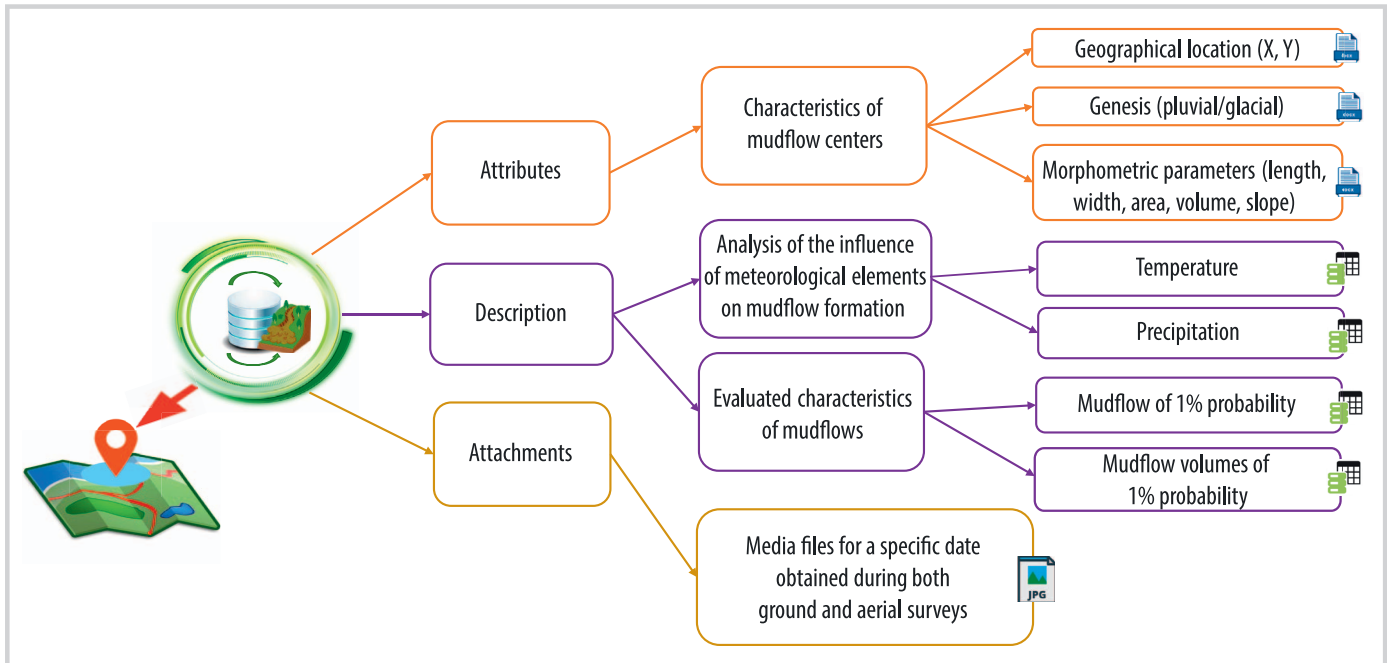 Attributes
Characteristics of
mudflow centers
Geographical location (X, Y)
Genesis (pluvial/glacial)
docx
Morphometric parameters (length,
width, area, volume, slope)
docx
Description
Analysis of the influence
of meteorological elements
on mudflow formation
Temperature
Precipitation
Evaluated characteristics
of mudflows
Mudflow of 1% probability
Mudflow volumes of
1% probability
Attachments
Media files for a specific date
obtained during both
ground and aerial surveys
JPG